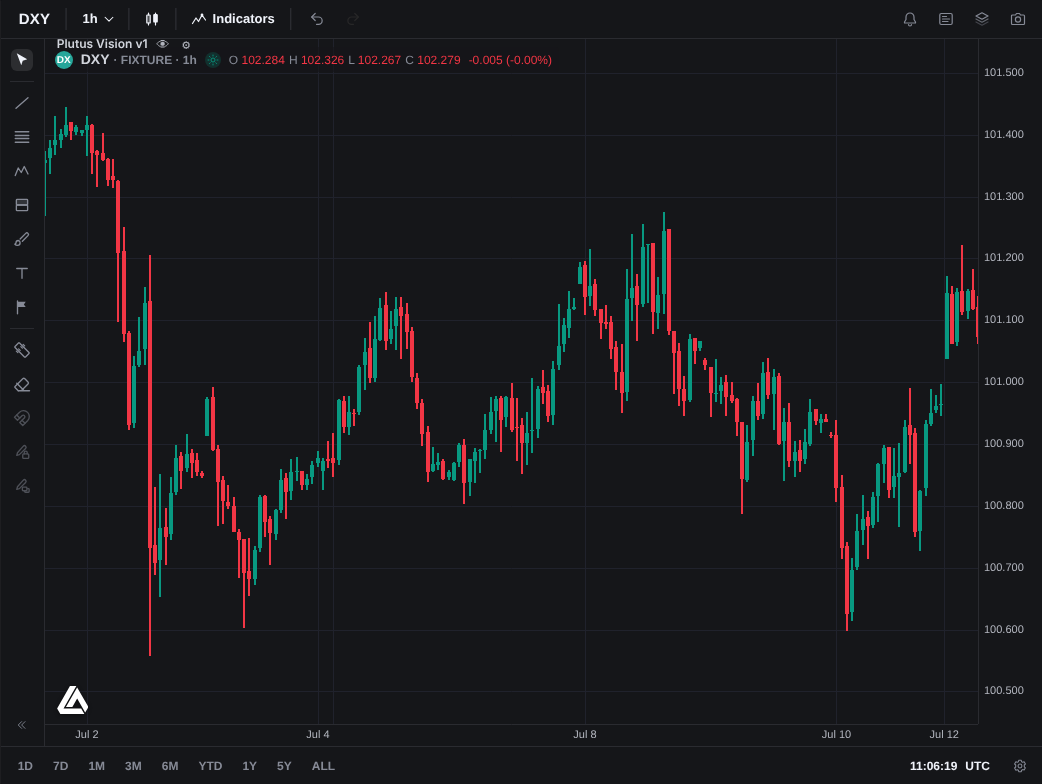 DXY 1h Indicators
Plutus Vision v1
DX DXY · FIXTURE · 1h O 102.284 H 102.326 L 102.267 C 102.279 -0.005 (-0.00%)
101.500
101.400
101.300
101.200
101.100
101.000
100.900
100.800
100.700
100.600
100.500
Jul 2 Jul 4 Jul 8 Jul 10 Jul 12
1D 7D 1M 3M 6M YTD 1Y 5Y ALL 11:06:19 UTC